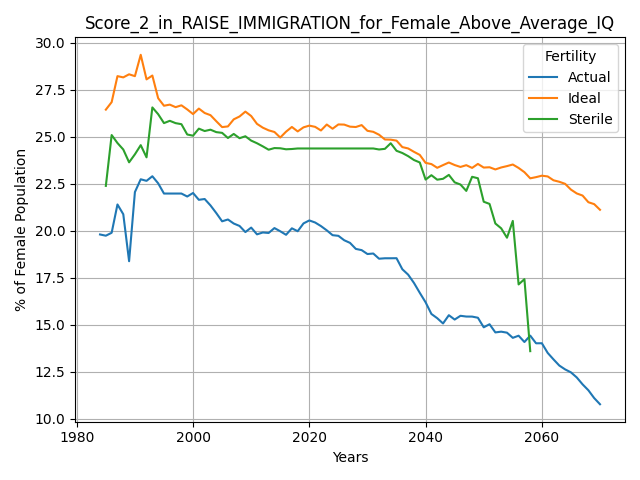 Score_2_in_RAISE_IMMIGRATION_for_Female_Above_Average_IQ
% of Female Population
30.0
27.5
25.0
22.5
20.0
17.5
15.0
12.5
10.0
Fertility
Actual
Ideal
Sterile
1980
2000
2020
2040
2060
Years